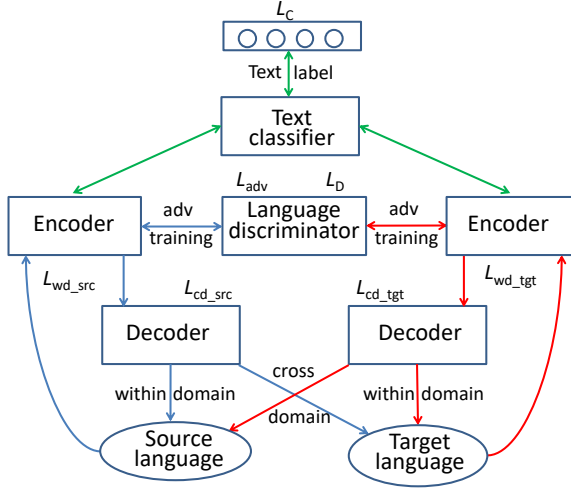 L_C
Text label
Text
classifier
L_adv L_D
Encoder
adv
training
Language
discriminator
adv
training
Encoder
L_wd_src
L_cd_src
L_cd_tgt
L_wd_tgt
Decoder
Decoder
cross
within domain
within domain
domain
Source
language
Target
language